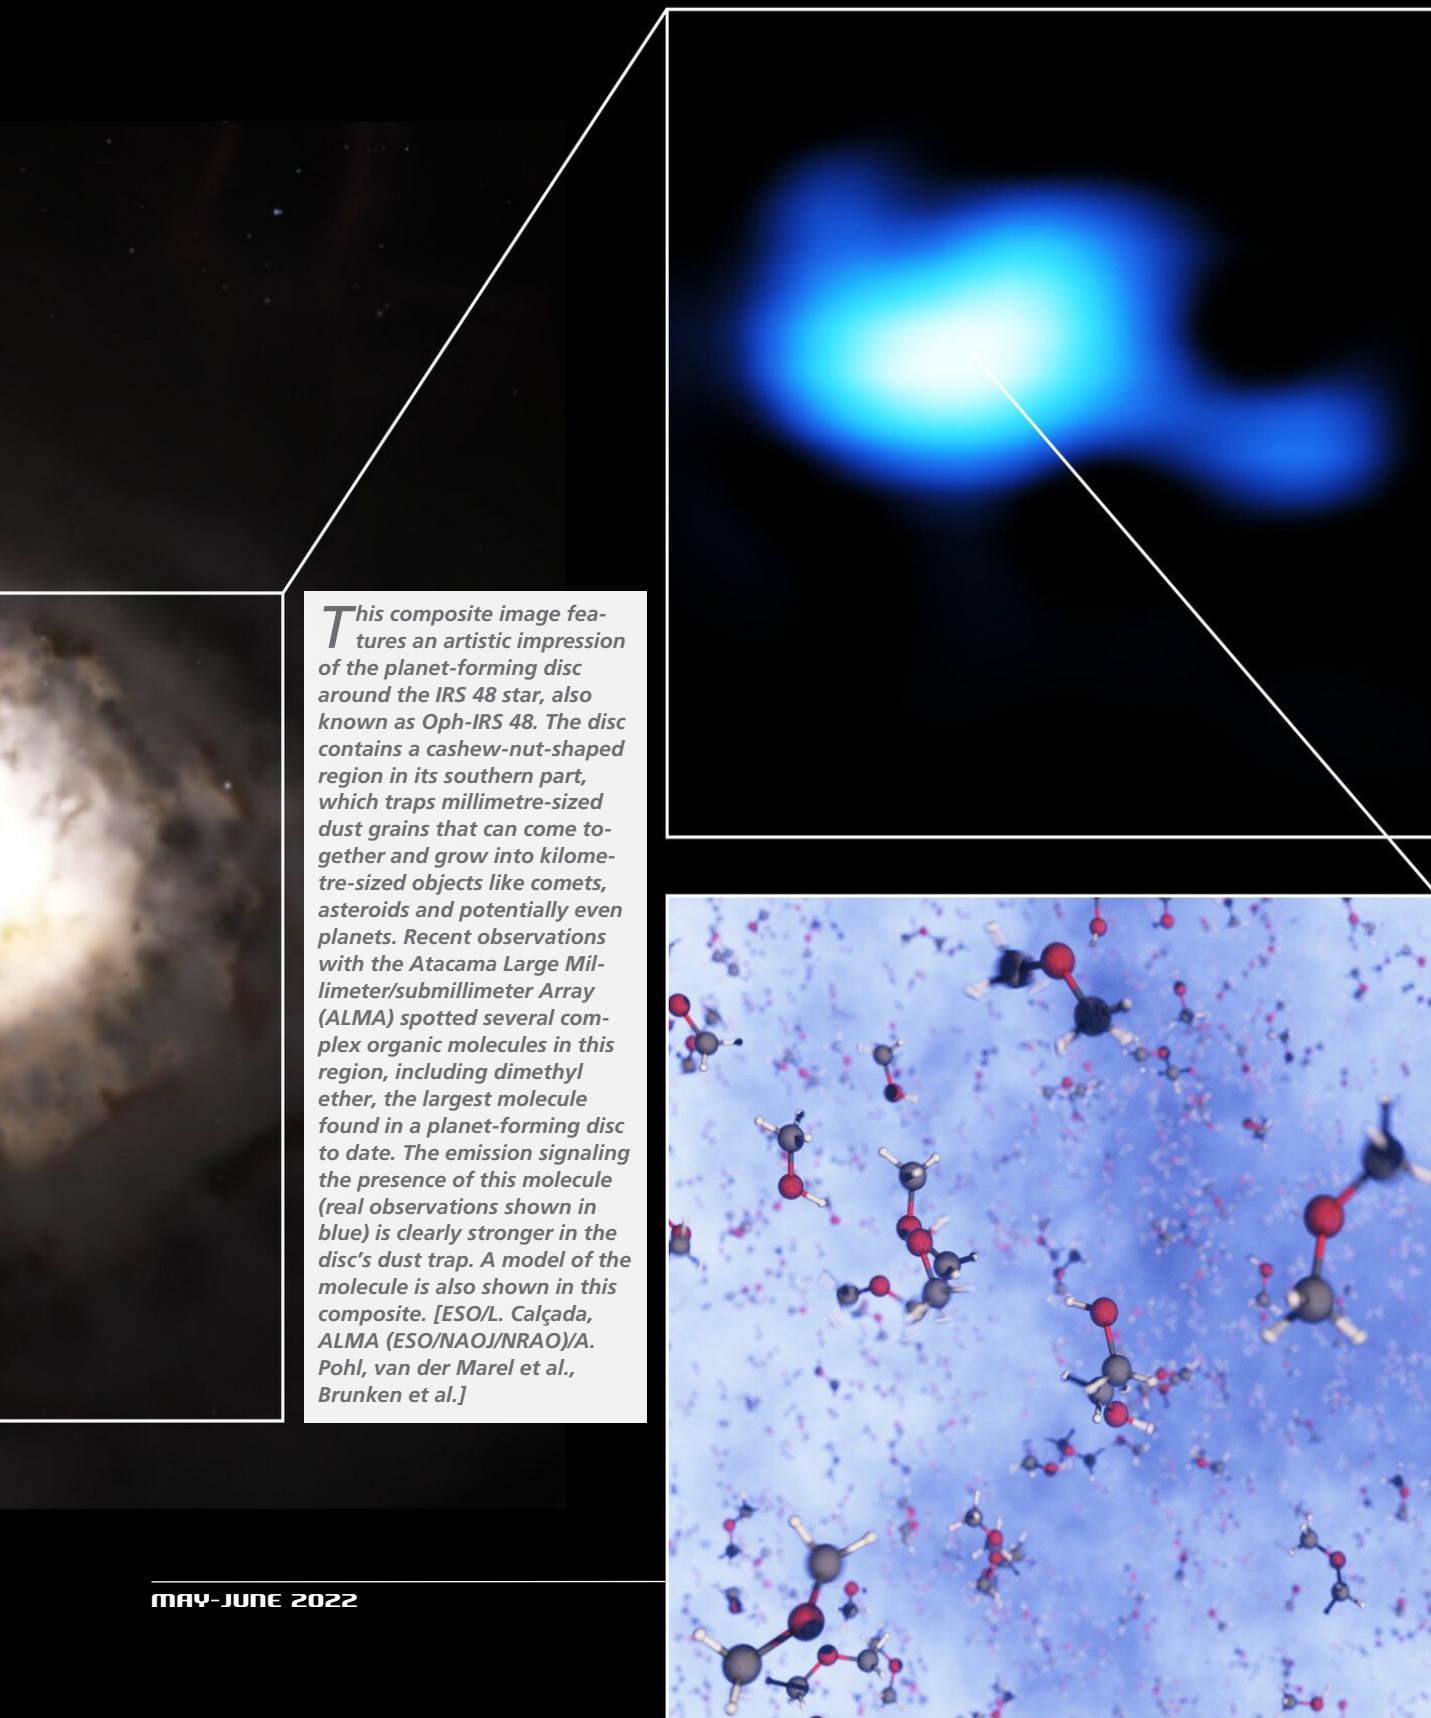 This composite image fea-
tures an artistic impression
of the planet-forming disc
around the IRS 48 star, also
known as Oph-IRS 48. The disc
contains a cashew-nut-shaped
region in its southern part,
which traps millimetre-sized
dust grains that can come to-
gether and grow into kilome-
tre-sized objects like comets,
asteroids and potentially even
planets. Recent observations
with the Atacama Large Mil-
limeter/submillimeter Array
(ALMA) spotted several com-
plex organic molecules in this
region, including dimethyl
ether, the largest molecule
found in a planet-forming disc
to date. The emission signaling
the presence of this molecule
(real observations shown in
blue) is clearly stronger in the
disc's dust trap. A model of the
molecule is also shown in this
composite. [ESO/L. Calçada,
ALMA (ESO/NAOJ/NRAO)/A.
Pohl, van der Marel et al.,
Brunken et al.]
MAY-JUNE 2022